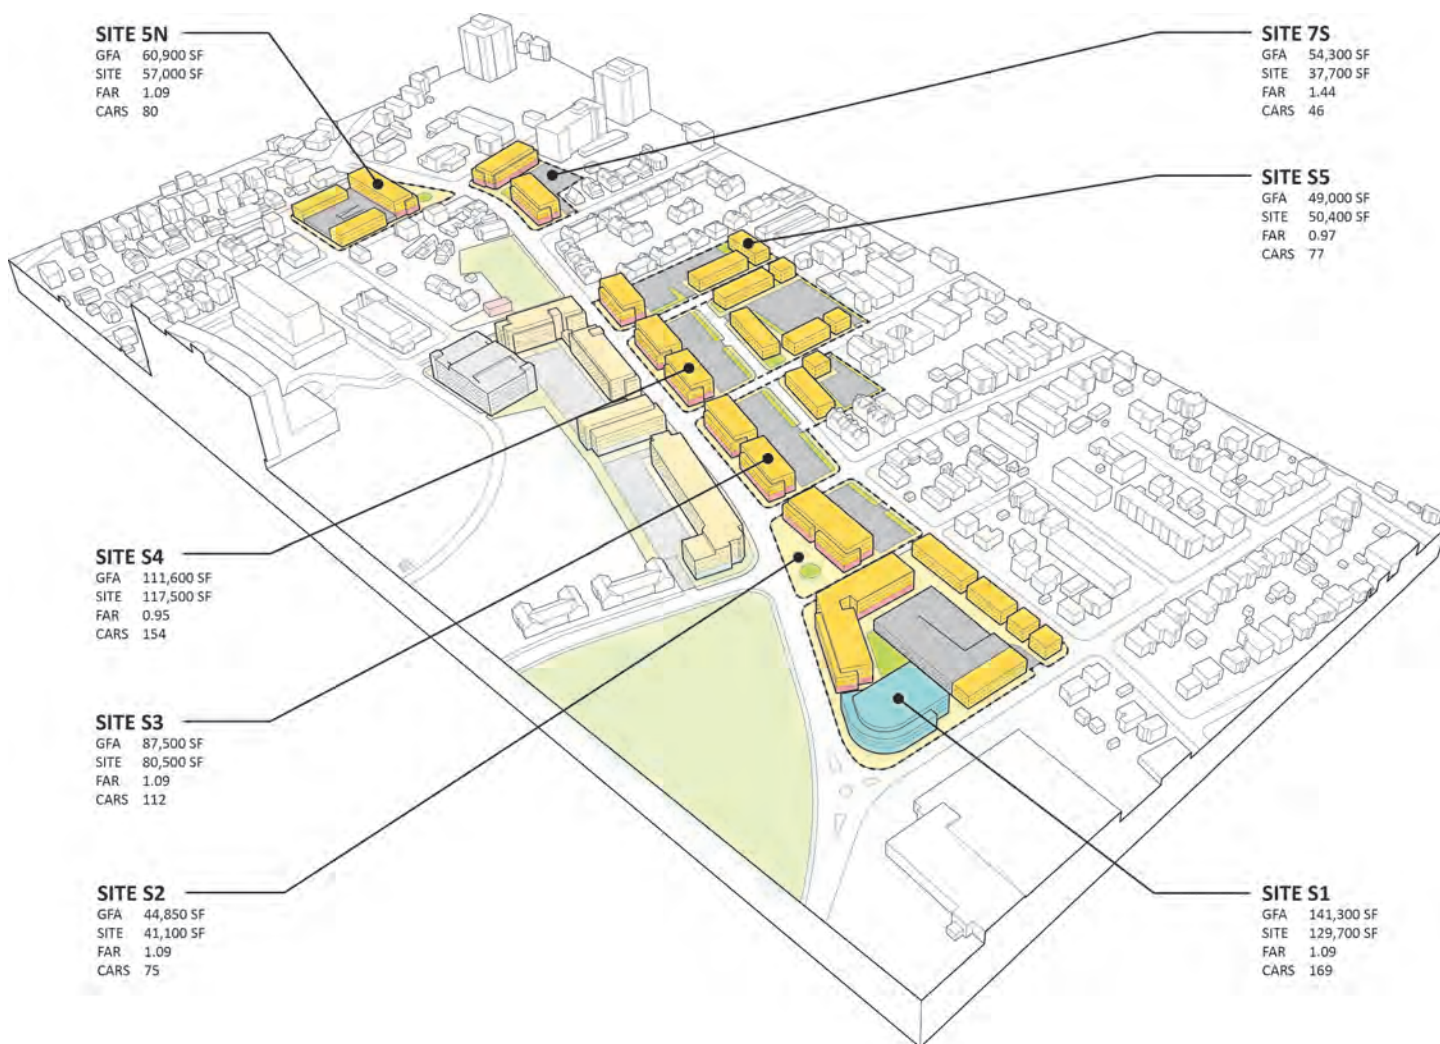 SITE 5N
GFA 60,900 SF
SITE 57,000 SF
FAR 1.09
CARS 80
SITE 7S
GFA 54,300 SF
SITE 37,700 SF
FAR 1.44
CARS 46
SITE S5
GFA 49,000 SF
SITE 50,400 SF
FAR 0.97
CARS 77
SITE S4
GFA 111,600 SF
SITE 117,500 SF
FAR 0.95
CARS 154
SITE S3
GFA 87,500 SF
SITE 80,500 SF
FAR 1.09
CARS 112
SITE S2
GFA 44,850 SF
SITE 41,100 SF
FAR 1.09
CARS 75
SITE S1
GFA 141,300 SF
SITE 129,700 SF
FAR 1.09
CARS 169